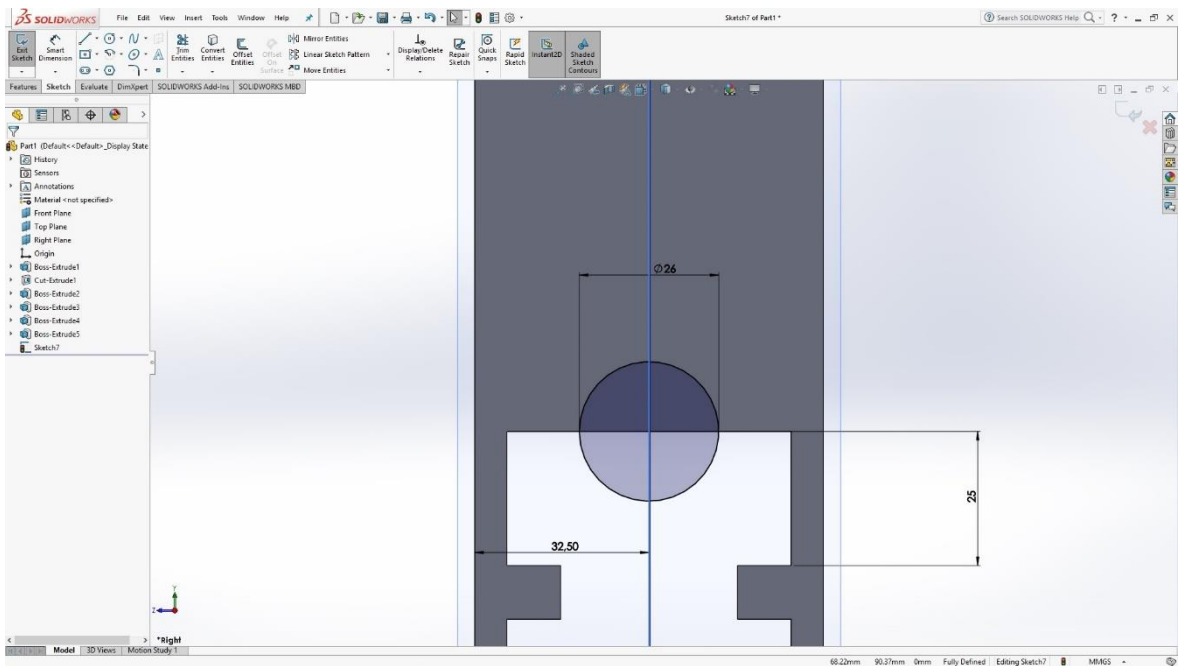 SOLIDWORKS File Edit View Insert Tools Window Help Sketch7 of Part1 * Search SOLIDWORKS Help
Exit Sketch
Smart Dimension
Trim Entities
Convert Entities
Offset Entities
Offset On Surface
Mirror Entities
Linear Sketch Pattern
Move Entities
Display/Delete Relations
Repair Sketch
Quick Snaps
Rapid Sketch
Instant2D
Shaded Sketch Contours
Features Sketch Evaluate DimXpert SOLIDWORKS Add-Ins SOLIDWORKS MBD
Part1 (Default<<Default>_Display State
History
Sensors
Annotations
Material <not specified>
Front Plane
Top Plane
Right Plane
Origin
Boss-Extrude1
Cut-Extrude1
Boss-Extrude2
Boss-Extrude3
Boss-Extrude4
Boss-Extrude5
Sketch7
∅26
25
32,50
Y
Z
*Right
Model 3D Views Motion Study 1
68.22mm 90.37mm 0mm Fully Defined Editing Sketch7 MMGS